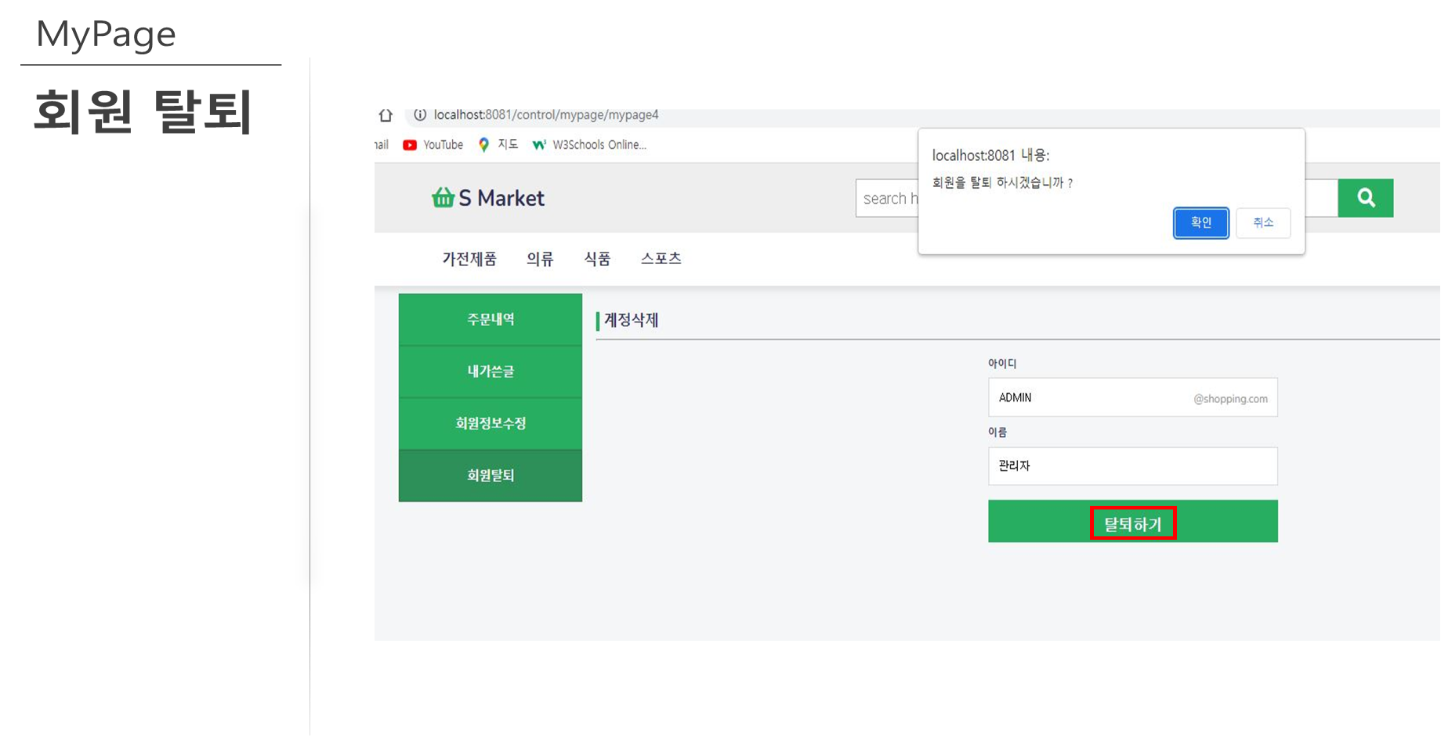 MyPage
회원 탈퇴
localhost:8081/control/mypage/mypage4
YouTube 지도 W3Schools Online...
localhost:8081 내용:
회원을 탈퇴 하시겠습니까 ?
확인 취소
S Market
search h
가전제품 의류 식품 스포츠
주문내역
내가쓴글
회원정보수정
회원탈퇴
계정삭제
아이디
ADMIN @shopping.com
이름
관리자
탈퇴하기